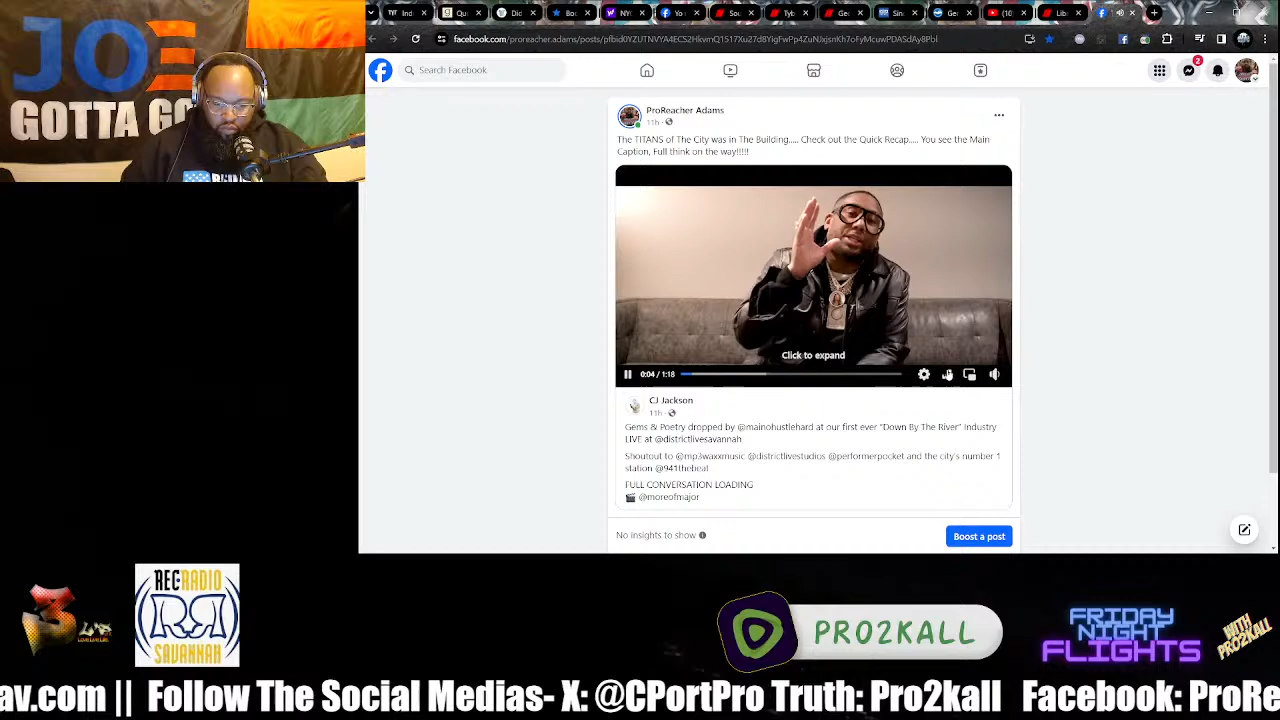 JOE
GOTTA GO
facebook.com/proreacher.adams/posts/pfbid0YZUTNVYA4ECS2HkvmQ1517Xu27d8YigFwPp4ZuNJxjsnKh7oFyMcuwPDASdAy8Pbl
Search Facebook
2
ProReacher Adams
11h
The TITANS of The City was in The Building..... Check out the Quick Recap..... You see the Main
Caption, Full think on the way!!!!!
Click to expand
0:04 / 1:18
CJ Jackson
11h
Gems & Poetry dropped by @mainohustlehard at our first ever "Down By The River" Industry
LIVE at @districtlivesavannah
Shoutout to @mp3waxxmusic @districtlivestudios @performerpocket and the city's number 1
station @941thebeat
FULL CONVERSATION LOADING
@moreofmajor
No insights to show
Boost a post
REC RADIO
SAVANNAH
PRO2KALL
FRIDAY
NIGHT
FLIGHTS
WITH
PRO2KALL
av.com || Follow The Social Medias- X: @CPortPro Truth: Pro2kall Facebook: ProRe